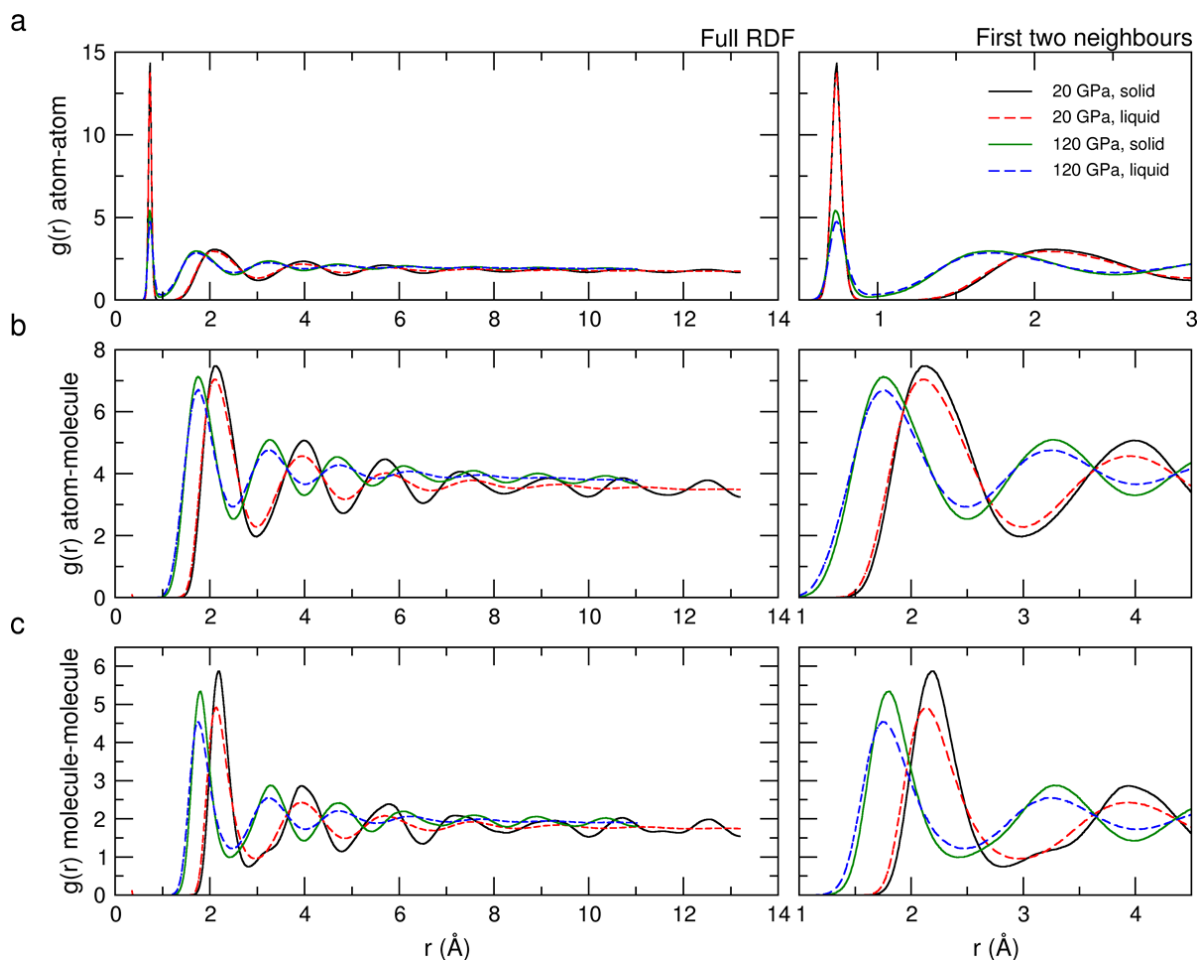 a
Full RDF
First two neighbours
15
10
5
0
g(r) atom-atom
0 2 4 6 8 10 12 14
20 GPa, solid
20 GPa, liquid
120 GPa, solid
120 GPa, liquid
1 2 3
b
8
6
4
2
0
g(r) atom-molecule
0 2 4 6 8 10 12 14
1 2 3 4
c
6
5
4
3
2
1
0
g(r) molecule-molecule
0 2 4 6 8 10 12 14
1 2 3 4
r (Å)
r (Å)